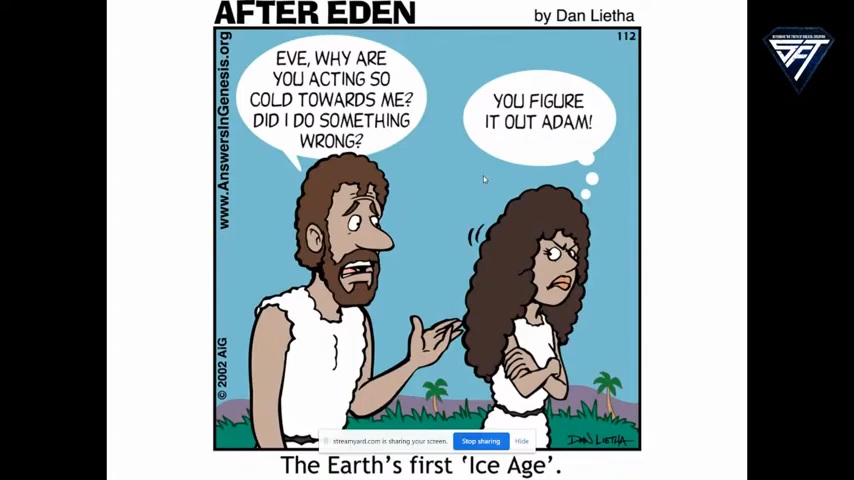 AFTER EDEN
by Dan Lietha
112
www.AnswersInGenesis.org
EVE, WHY ARE
YOU ACTING SO
COLD TOWARDS ME?
DID I DO SOMETHING
WRONG?
YOU FIGURE
IT OUT ADAM!
© 2002 AiG
DAN LIETHA
streamyard.com is sharing your screen.
Stop sharing
Hide
The Earth's first 'Ice Age'.
SFT